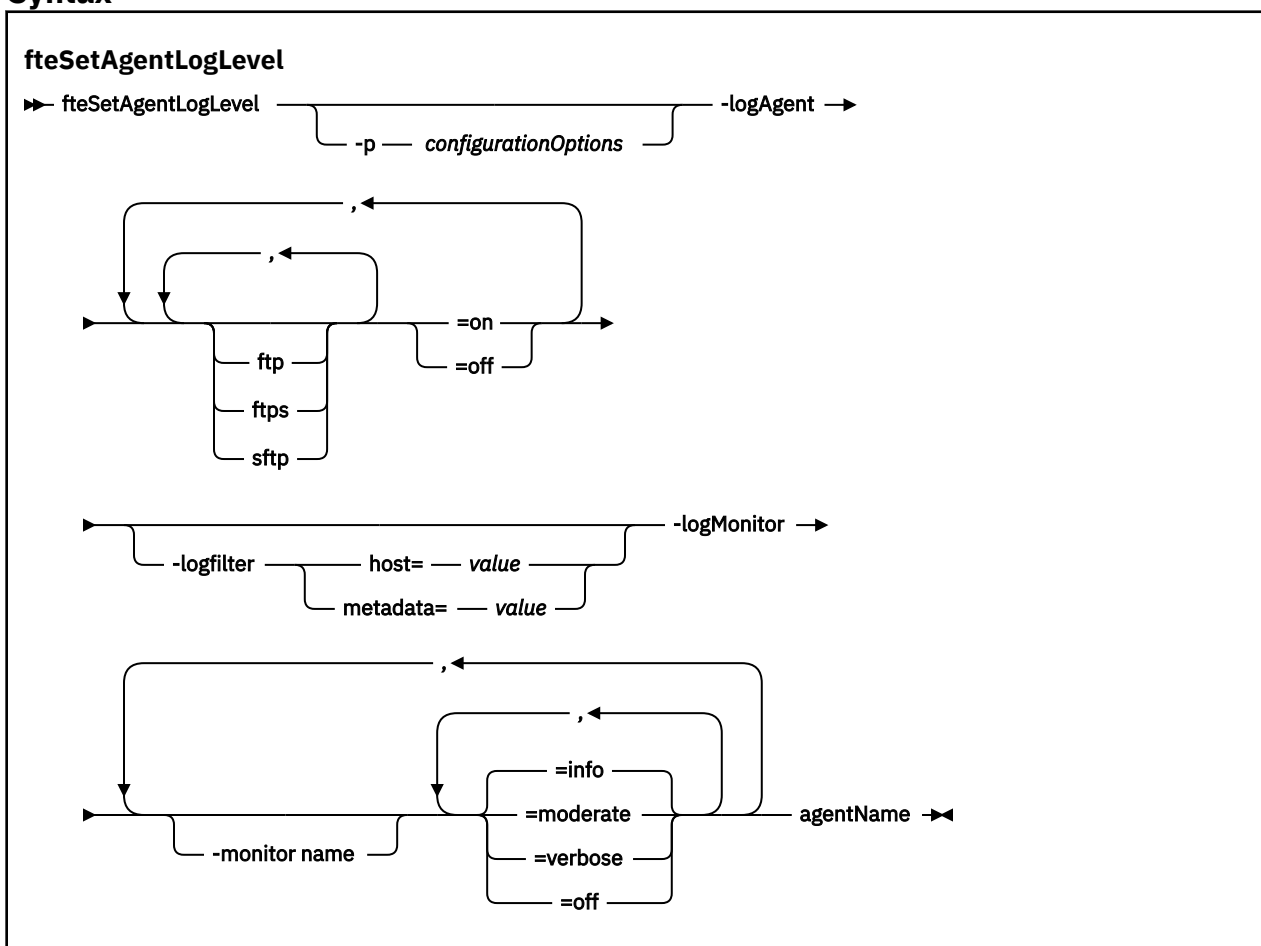 Syntax
fteSetAgentLogLevel
fteSetAgentLogLevel -logAgent
-p configurationOptions
,
,
=on
ftp =off
ftps
sftp
-logMonitor
-logfilter host= value
metadata= value
,
,
=info
=moderate agentName
-monitor name =verbose
=off